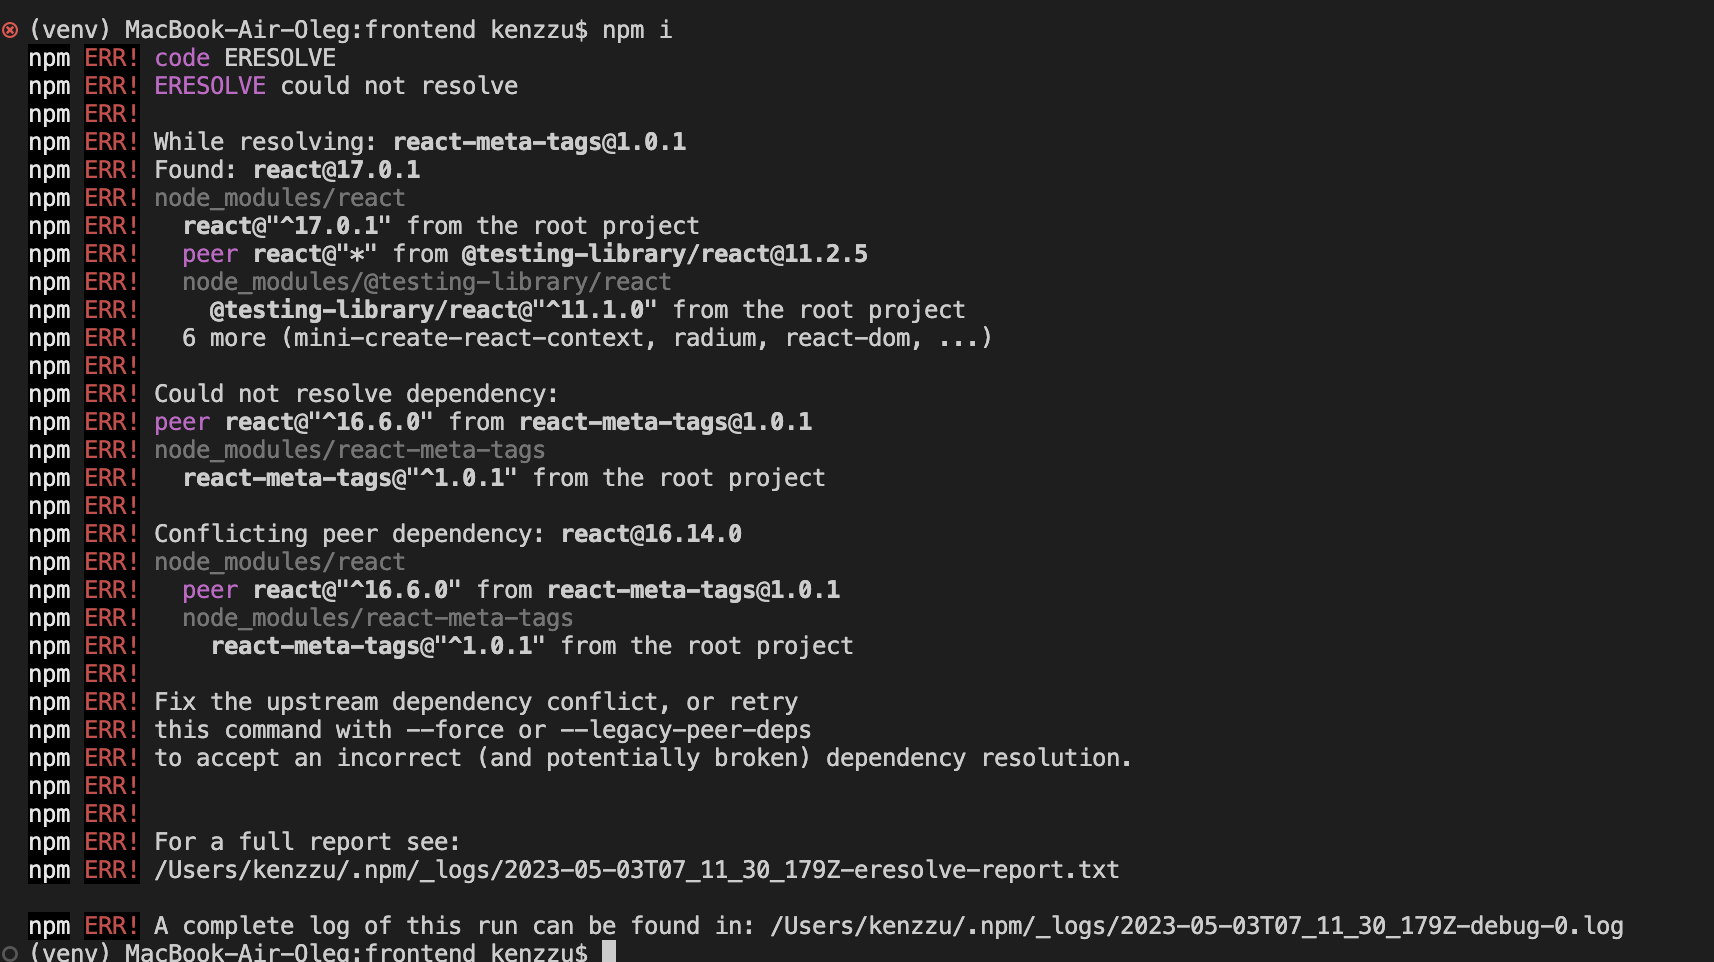 (venv) MacBook-Air-Oleg:frontend kenzzu$ npm i
npm ERR! code ERESOLVE
npm ERR! ERESOLVE could not resolve
npm ERR!
npm ERR! While resolving: react-meta-tags@1.0.1
npm ERR! Found: react@17.0.1
npm ERR! node_modules/react
npm ERR!   react@"^17.0.1" from the root project
npm ERR!   peer react@"*" from @testing-library/react@11.2.5
npm ERR!   node_modules/@testing-library/react
npm ERR!     @testing-library/react@"^11.1.0" from the root project
npm ERR!   6 more (mini-create-react-context, radium, react-dom, ...)
npm ERR!
npm ERR! Could not resolve dependency:
npm ERR! peer react@"^16.6.0" from react-meta-tags@1.0.1
npm ERR! node_modules/react-meta-tags
npm ERR!   react-meta-tags@"^1.0.1" from the root project
npm ERR!
npm ERR! Conflicting peer dependency: react@16.14.0
npm ERR! node_modules/react
npm ERR!   peer react@"^16.6.0" from react-meta-tags@1.0.1
npm ERR!   node_modules/react-meta-tags
npm ERR!     react-meta-tags@"^1.0.1" from the root project
npm ERR!
npm ERR! Fix the upstream dependency conflict, or retry
npm ERR! this command with --force or --legacy-peer-deps
npm ERR! to accept an incorrect (and potentially broken) dependency resolution.
npm ERR!
npm ERR!
npm ERR! For a full report see:
npm ERR! /Users/kenzzu/.npm/_logs/2023-05-03T07_11_30_179Z-eresolve-report.txt
npm ERR! A complete log of this run can be found in: /Users/kenzzu/.npm/_logs/2023-05-03T07_11_30_179Z-debug-0.log
(venv) MacBook-Air-Oleg:frontend kenzzu$